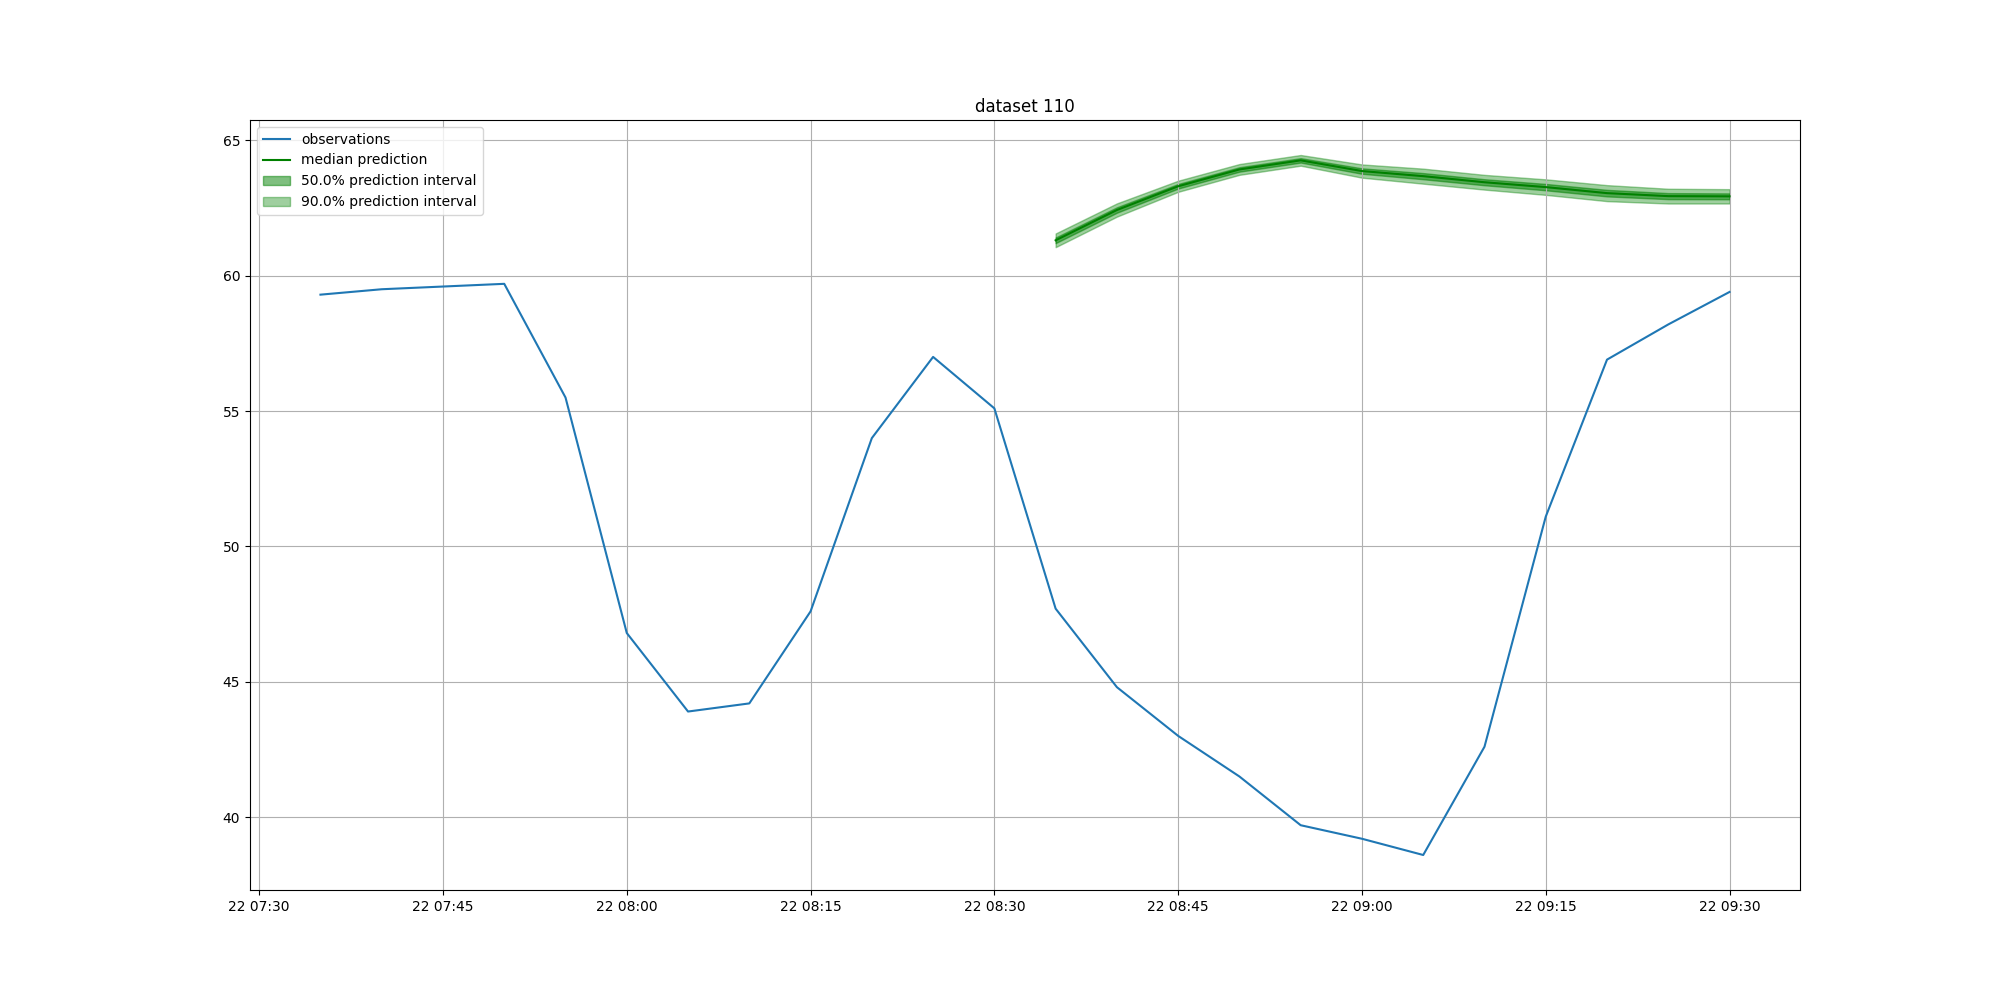 dataset 110
observations
median prediction
50.0% prediction interval
90.0% prediction interval
65
60
55
50
45
40
22 07:30 22 07:45 22 08:00 22 08:15 22 08:30 22 08:45 22 09:00 22 09:15 22 09:30